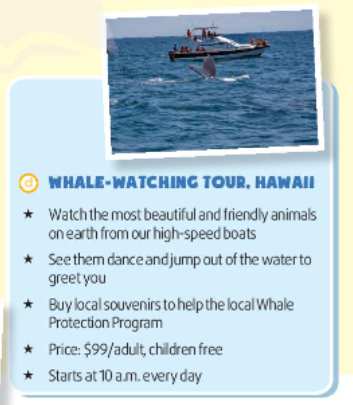 d WHALE-WATCHING TOUR, HAWAII
★ Watch the most beautiful and friendly animals
on earth from our high-speed boats
★ See them dance and jump out of the water to
greet you
★ Buy local souvenirs to help the local Whale
Protection Program
★ Price: $99/adult, children free
★ Starts at 10 a.m. every day